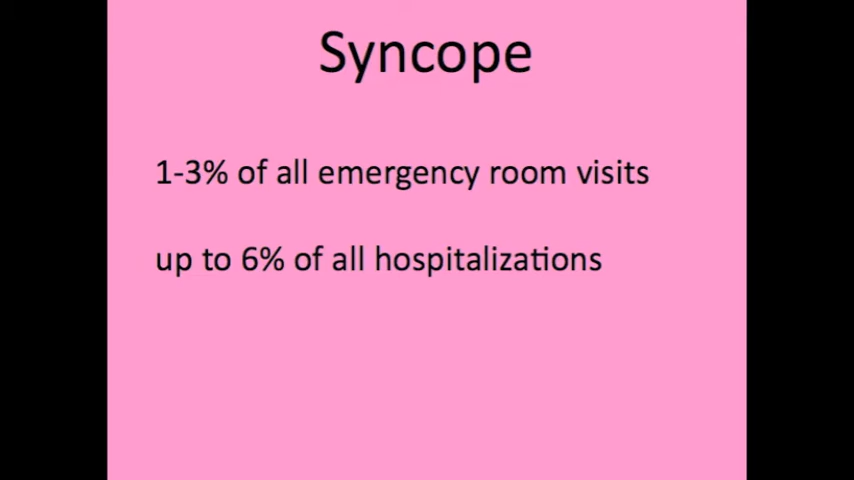 Syncope
1-3% of all emergency room visits
up to 6% of all hospitalizations